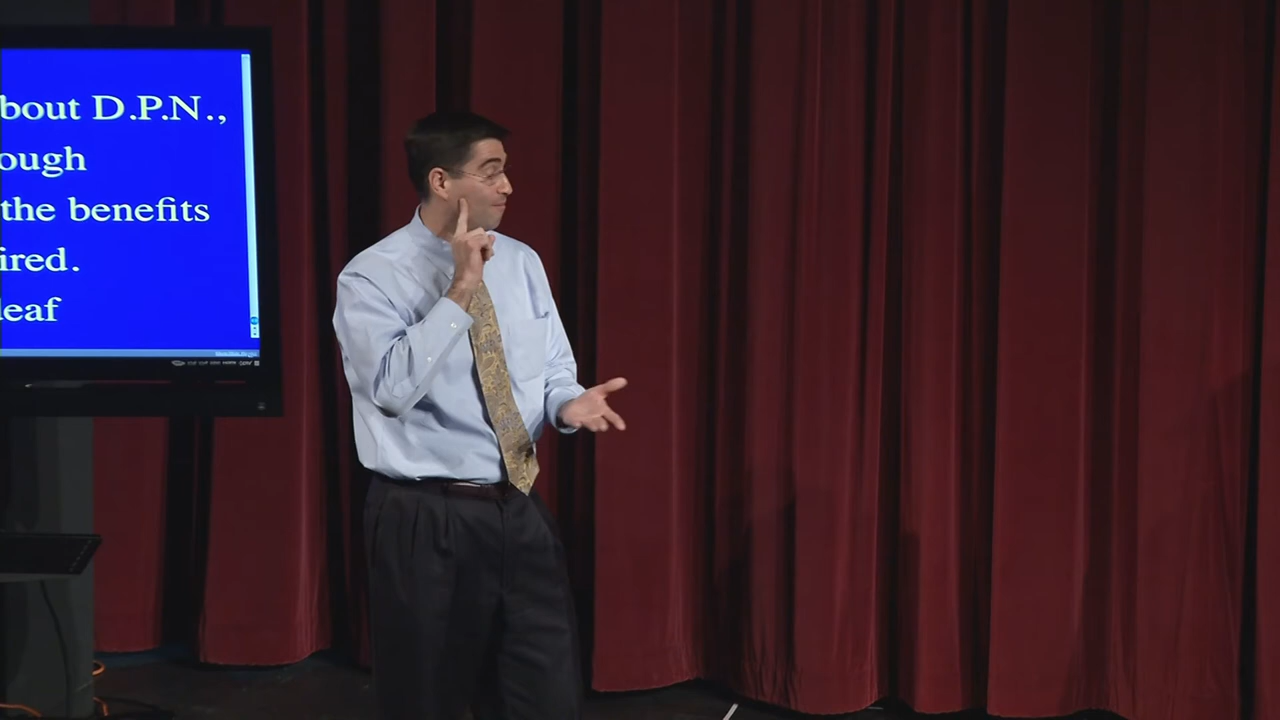 bout D.P.N.,
ough
the benefits
ired.
leaf